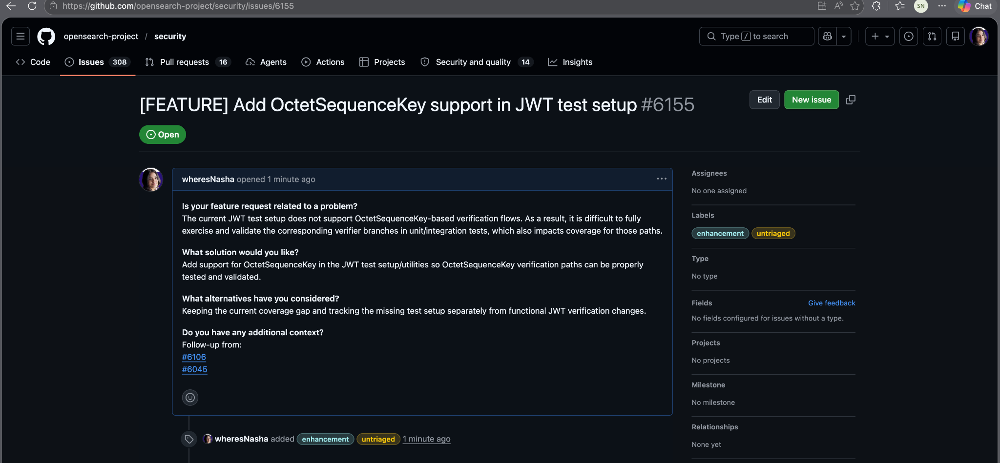 https://github.com/opensearch-project/security/issues/6155
SN
Chat
opensearch-project / security
Type / to search
Code
Issues 308
Pull requests 16
Agents
Actions
Projects
Security and quality 14
Insights
[FEATURE] Add OctetSequenceKey support in JWT test setup #6155
Edit
New issue
Open
wheresNasha opened 1 minute ago
Is your feature request related to a problem?
The current JWT test setup does not support OctetSequenceKey-based verification flows. As a result, it is difficult to fully
exercise and validate the corresponding verifier branches in unit/integration tests, which also impacts coverage for those paths.
What solution would you like?
Add support for OctetSequenceKey in the JWT test setup/utilities so OctetSequenceKey verification paths can be properly
tested and validated.
What alternatives have you considered?
Keeping the current coverage gap and tracking the missing test setup separately from functional JWT verification changes.
Do you have any additional context?
Follow-up from:
#6106
#6045
wheresNasha added enhancement untriaged 1 minute ago
Assignees
No one assigned
Labels
enhancement untriaged
Type
No type
Fields
Give feedback
No fields configured for issues without a type.
Projects
No projects
Milestone
No milestone
Relationships
None yet